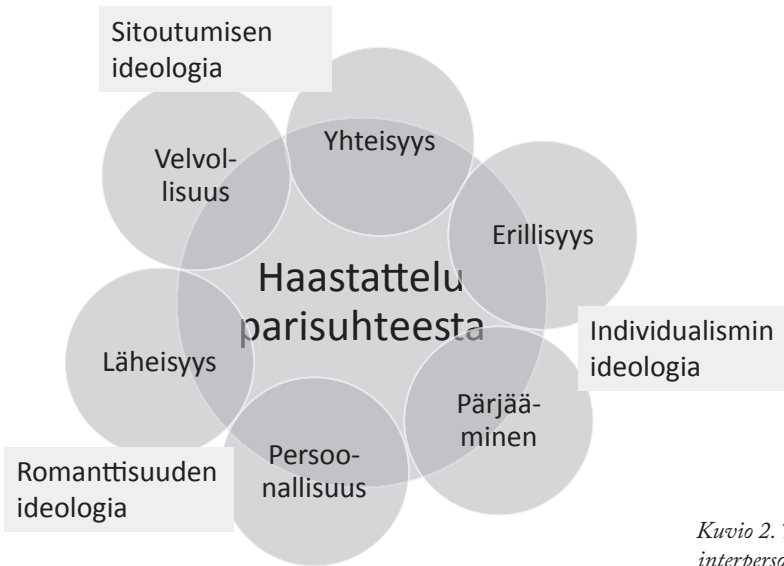 Sitoutumisen
ideologia
Yhteisyys
Velvol-
lisuus
Erillisyys
Haastattelu
parisuhteesta
Individualismin
ideologia
Läheisyys
Pärjää-
minen
Persoo-
nallisuus
Romanttisuuden
ideologia
Kuvio 2.